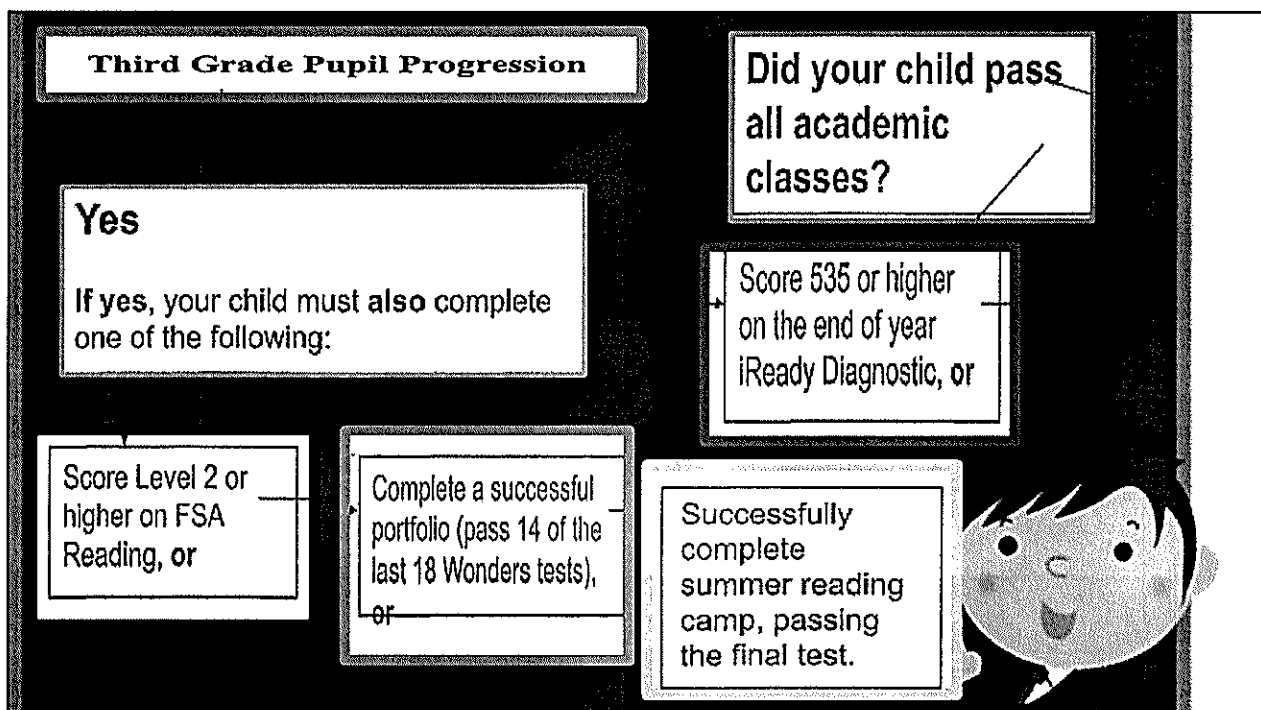 Third Grade Pupil Progression
Did your child pass
all academic
classes?
Yes
If yes, your child must also complete
one of the following:
Score Level 2 or
higher on FSA
Reading, or
Complete a successful
portfolio (pass 14 of the
last 18 Wonders tests),
or
Score 535 or higher
on the end of year
iReady Diagnostic, or
Successfully
complete
summer reading
camp, passing
the final test.